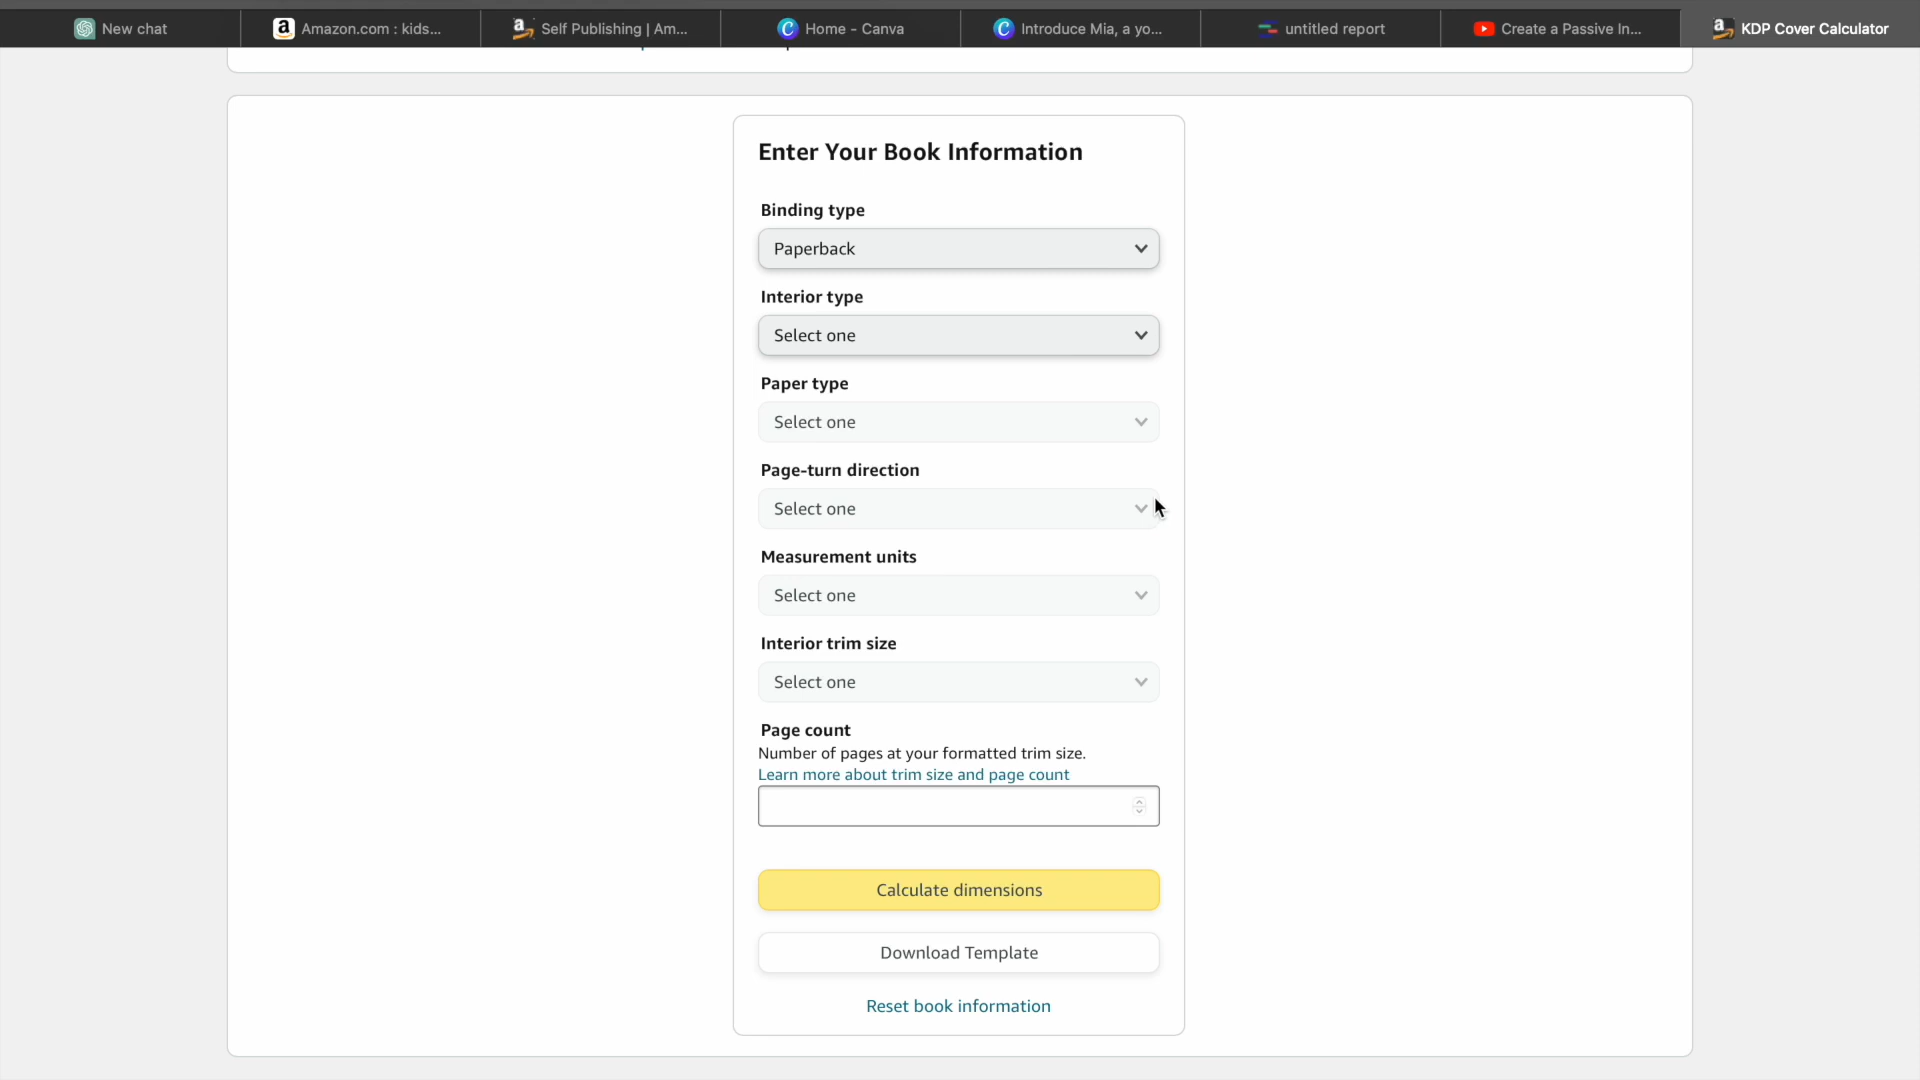 New chat
Amazon.com : kids...
Self Publishing | Am...
Home - Canva
Introduce Mia, a yo...
untitled report
Create a Passive In...
KDP Cover Calculator
Enter Your Book Information
Binding type
Paperback
Interior type
Select one
Paper type
Select one
Page-turn direction
Select one
Measurement units
Select one
Interior trim size
Select one
Page count
Number of pages at your formatted trim size.
Learn more about trim size and page count
Calculate dimensions
Download Template
Reset book information